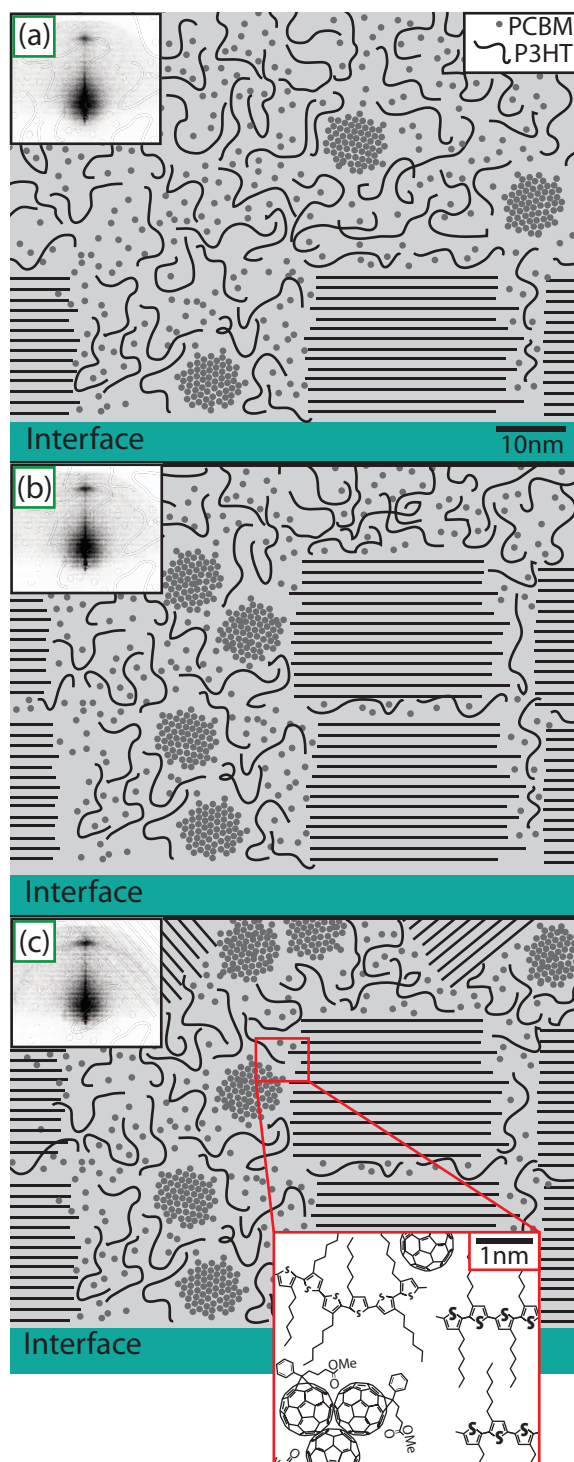 (a)
PCBM
P3HT
Interface
10nm
(b)
Interface
(c)
1nm
S S S S S S
S S S
OMe
O
O
OMe
S S S
O
Interface